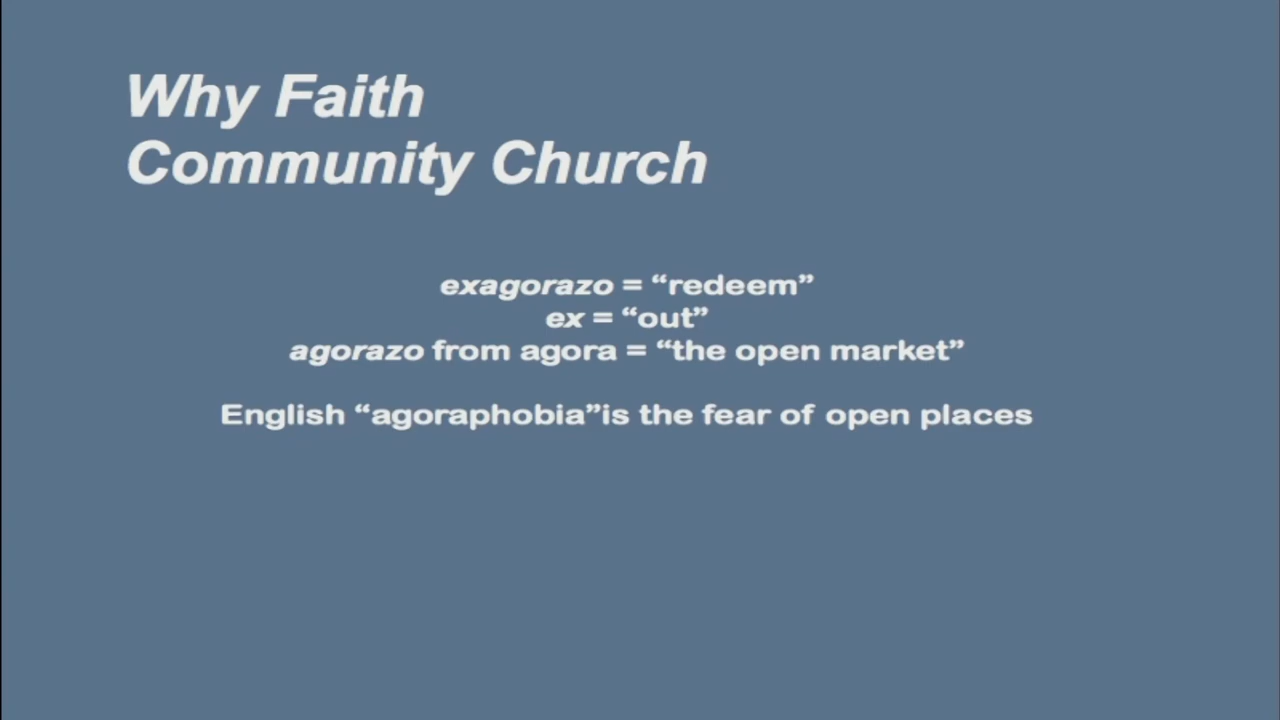 Why Faith
Community Church
exagorazo = “redeem”
ex = “out”
agorazo from agora = “the open market”
English “agoraphobia”is the fear of open places